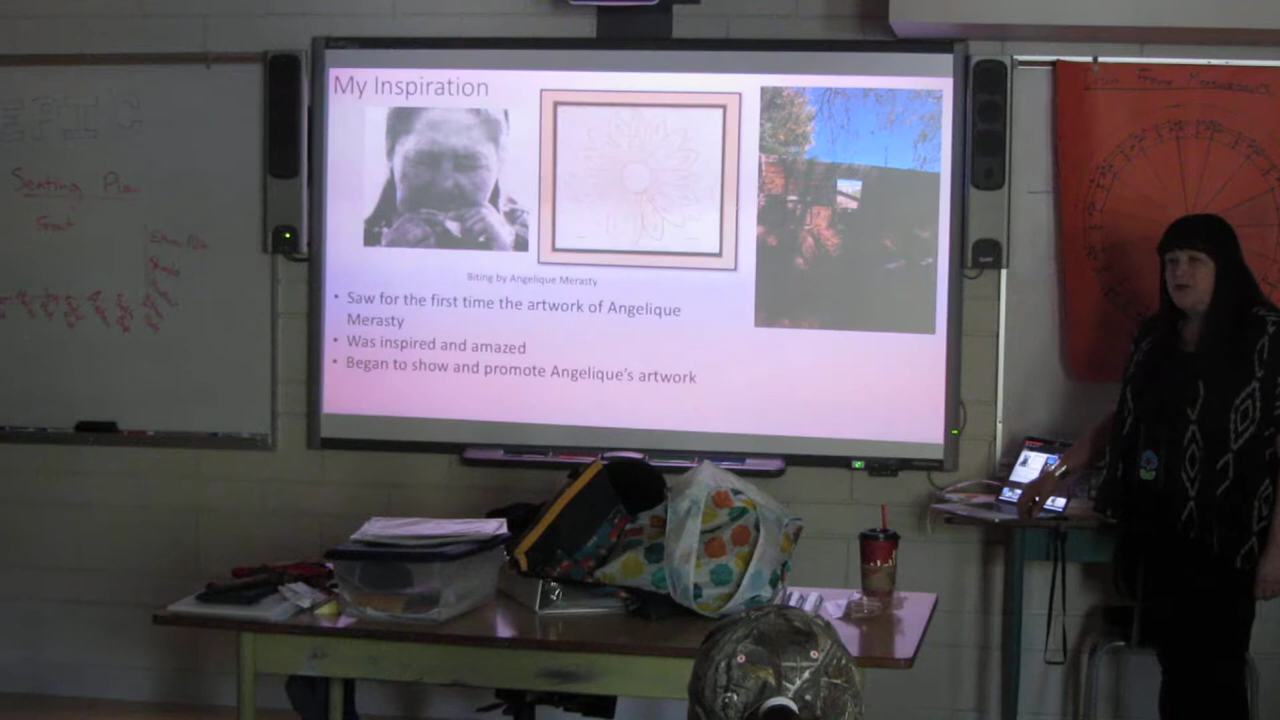 EPIC
Seating Plan
Front
My Inspiration
Biting by Angelique Merasty
• Saw for the first time the artwork of Angelique
Merasty
• Was inspired and amazed
• Began to show and promote Angelique's artwork